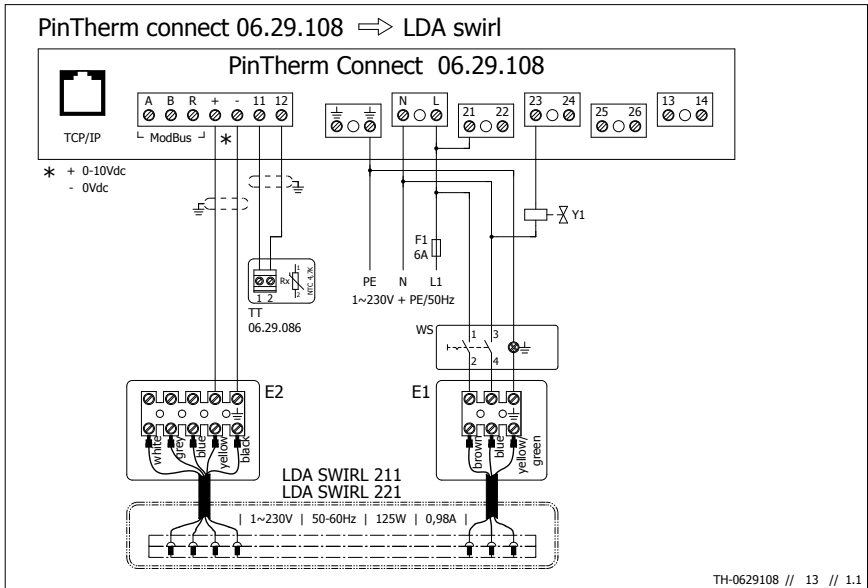 PinTherm connect 06.29.108 ⇨ LDA swirl
PinTherm Connect 06.29.108
TCP/IP
A B R + - 11 12
ModBus
*
N L
21 22
23 24
25 26
13 14
* + 0-10Vdc
- 0Vdc
Y1
F1
6A
Rx
1
2
NTC 4.7K
1 2
TT
06.29.086
PE N L1
1~230V + PE/50Hz
WS
1 3
2 4
E2
E1
white
grey
blue
yellow
black
brown
blue
yellow/
green
LDA SWIRL 211
LDA SWIRL 221
| 1~230V | 50-60Hz | 125W | 0,98A |
TH-0629108 // 13 // 1.1